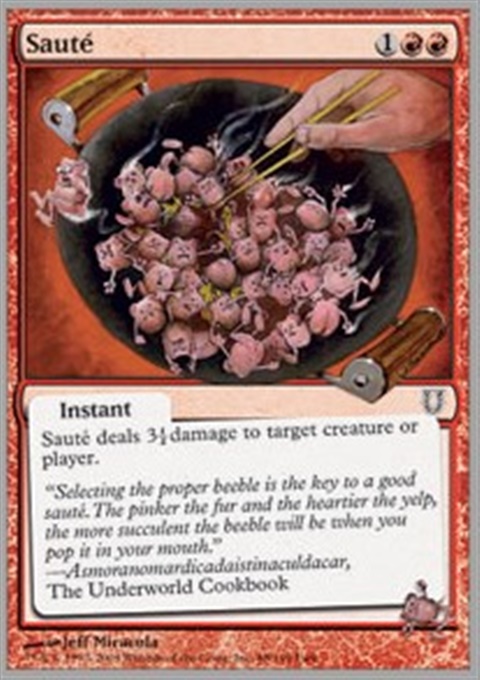 Sauté
1
Instant
Sauté deals 3½ damage to target creature or
player.
“Selecting the proper beeble is the key to a good
sauté. The pinker the fur and the heartier the yelp,
the more succulent the beeble will be when you
pop it in your mouth.”
—Asmoranomardicadaistinaculdacar,
The Underworld Cookbook
Jeff Miracola